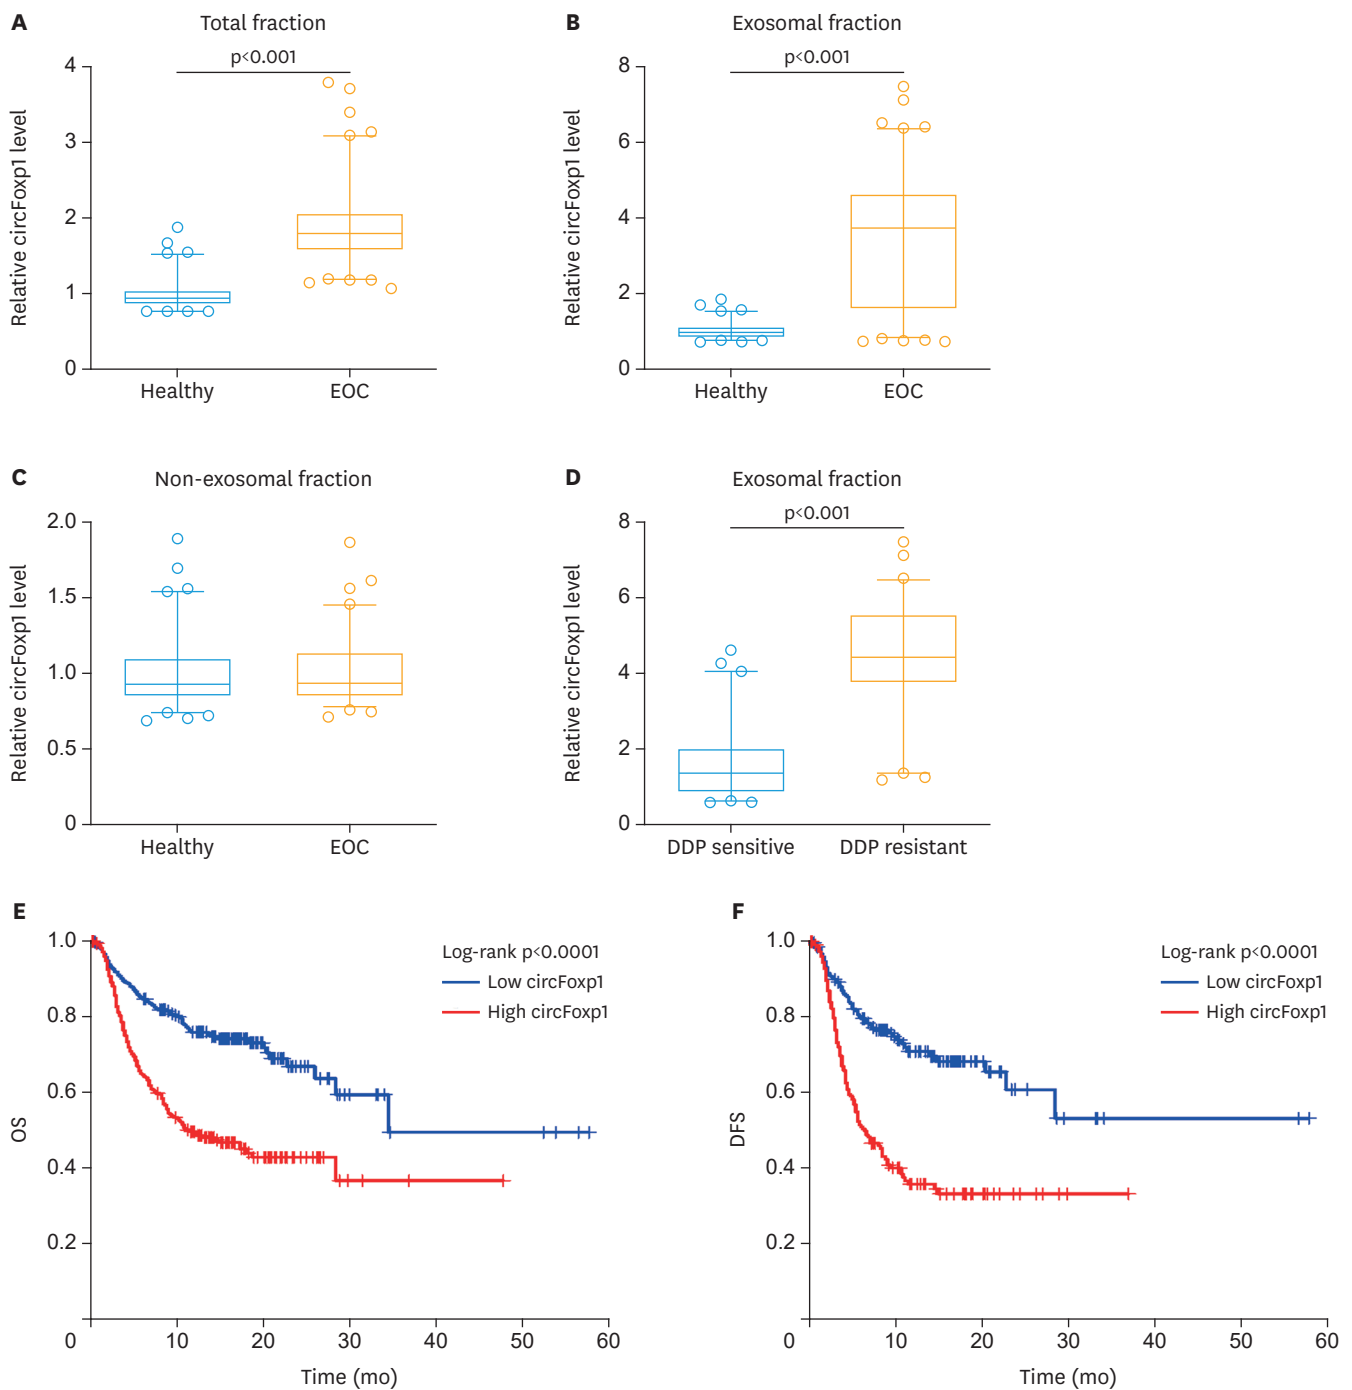 A
Total fraction
p<0.001
Relative circFoxp1 level
4
3
2
1
0
Healthy
EOC
B
Exosomal fraction
p<0.001
Relative circFoxp1 level
8
6
4
2
0
Healthy
EOC
C
Non-exosomal fraction
Relative circFoxp1 level
2.0
1.5
1.0
0.5
0
Healthy
EOC
D
Exosomal fraction
p<0.001
Relative circFoxp1 level
8
6
4
2
0
DDP sensitive
DDP resistant
E
OS
1.0
0.8
0.6
0.4
0.2
Log-rank p<0.0001
Low circFoxp1
High circFoxp1
0
10
20
30
40
50
60
Time (mo)
F
DFS
1.0
0.8
0.6
0.4
0.2
Log-rank p<0.0001
Low circFoxp1
High circFoxp1
0
10
20
30
40
50
60
Time (mo)